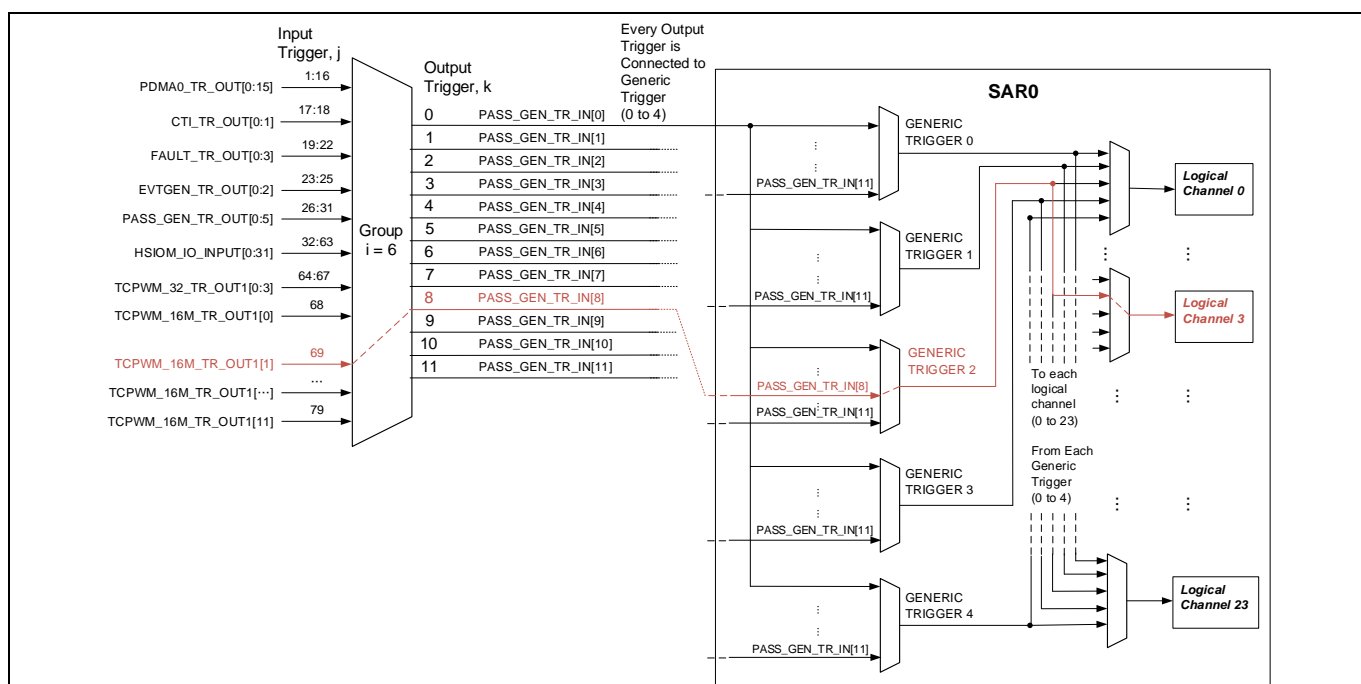 Input
Trigger, j
PDMA0_TR_OUT[0:15]
1:16
CTI_TR_OUT[0:1]
17:18
FAULT_TR_OUT[0:3]
19:22
EVTGEN_TR_OUT[0:2]
23:25
PASS_GEN_TR_OUT[0:5]
26:31
HSIOM_IO_INPUT[0:31]
32:63
TCPWM_32_TR_OUT1[0:3]
64:67
TCPWM_16M_TR_OUT1[0]
68
TCPWM_16M_TR_OUT1[1]
69
TCPWM_16M_TR_OUT1[···]
...
TCPWM_16M_TR_OUT1[11]
79
Group
i = 6
Output
Trigger, k
0 PASS_GEN_TR_IN[0]
1 PASS_GEN_TR_IN[1]
2 PASS_GEN_TR_IN[2]
3 PASS_GEN_TR_IN[3]
4 PASS_GEN_TR_IN[4]
5 PASS_GEN_TR_IN[5]
6 PASS_GEN_TR_IN[6]
7 PASS_GEN_TR_IN[7]
8 PASS_GEN_TR_IN[8]
9 PASS_GEN_TR_IN[9]
10 PASS_GEN_TR_IN[10]
11 PASS_GEN_TR_IN[11]
Every Output
Trigger is
Connected to
Generic
Trigger
(0 to 4)
SAR0
PASS_GEN_TR_IN[11]
GENERIC
TRIGGER 0
PASS_GEN_TR_IN[11]
GENERIC
TRIGGER 1
PASS_GEN_TR_IN[8]
PASS_GEN_TR_IN[11]
GENERIC
TRIGGER 2
PASS_GEN_TR_IN[11]
GENERIC
TRIGGER 3
PASS_GEN_TR_IN[11]
GENERIC
TRIGGER 4
To each
logical
channel
(0 to 23)
From Each
Generic
Trigger
(0 to 4)
Logical
Channel 0
Logical
Channel 3
Logical
Channel 23